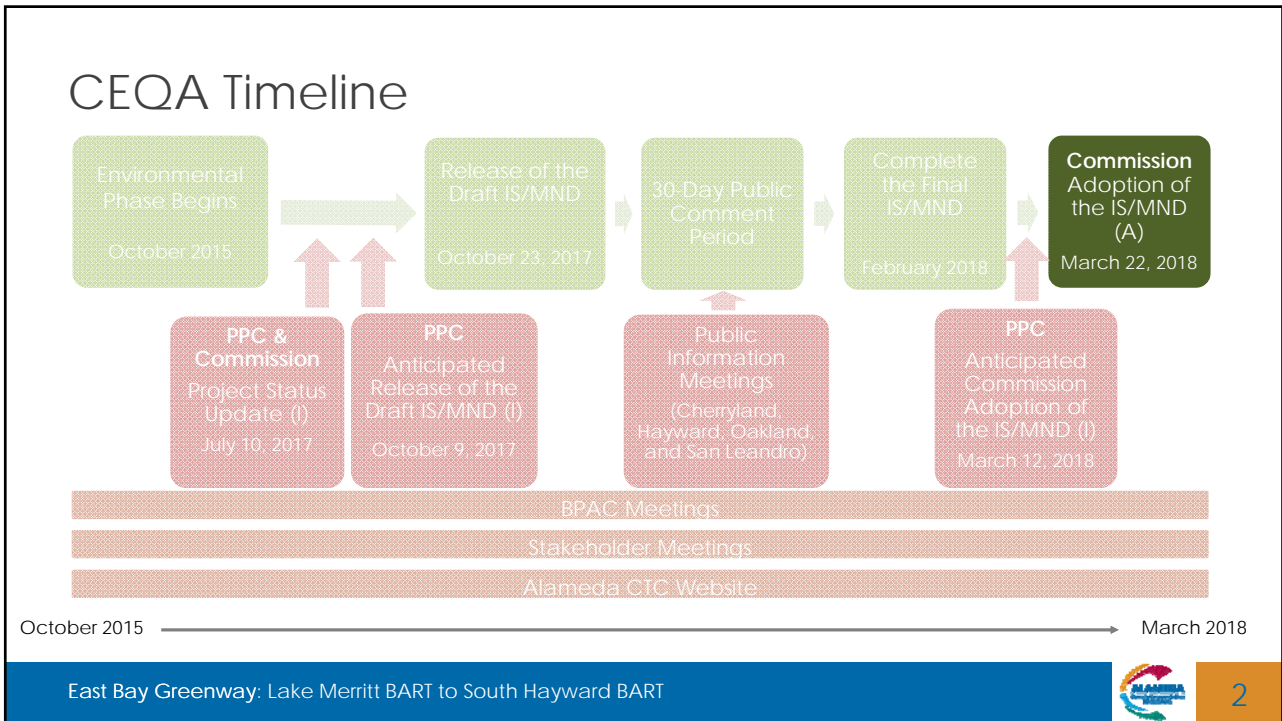 CEQA Timeline
Environmental
Phase Begins
October 2015
Release of the
Draft IS/MND
October 23, 2017
30-Day Public
Comment
Period
Complete
the Final
IS/MND
February 2018
Commission
Adoption of
the IS/MND
(A)
March 22, 2018
PPC &
Commission
Project Status
Update (I)
July 10, 2017
PPC
Anticipated
Release of the
Draft IS/MND (I)
October 9, 2017
Public
Information
Meetings
(Cherryland,
Hayward, Oakland,
and San Leandro)
PPC
Anticipated
Commission
Adoption of
the IS/MND (I)
March 12, 2018
BPAC Meetings
Stakeholder Meetings
Alameda CTC Website
October 2015
March 2018
East Bay Greenway: Lake Merritt BART to South Hayward BART
ALAMEDA
2